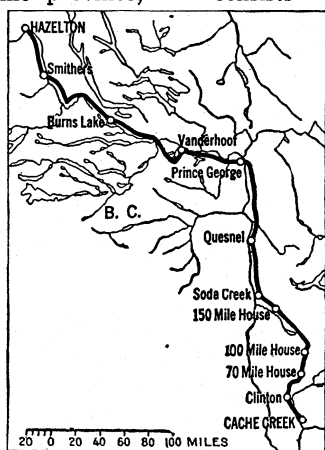 HAZELTON
Smithers
Burns Lake
Vanderhoof
Prince George
B. C.
Quesnel
Soda Creek
150 Mile House
100 Mile House
70 Mile House
Clinton
CACHE CREEK
20 0 20 40 60 80 100 MILES